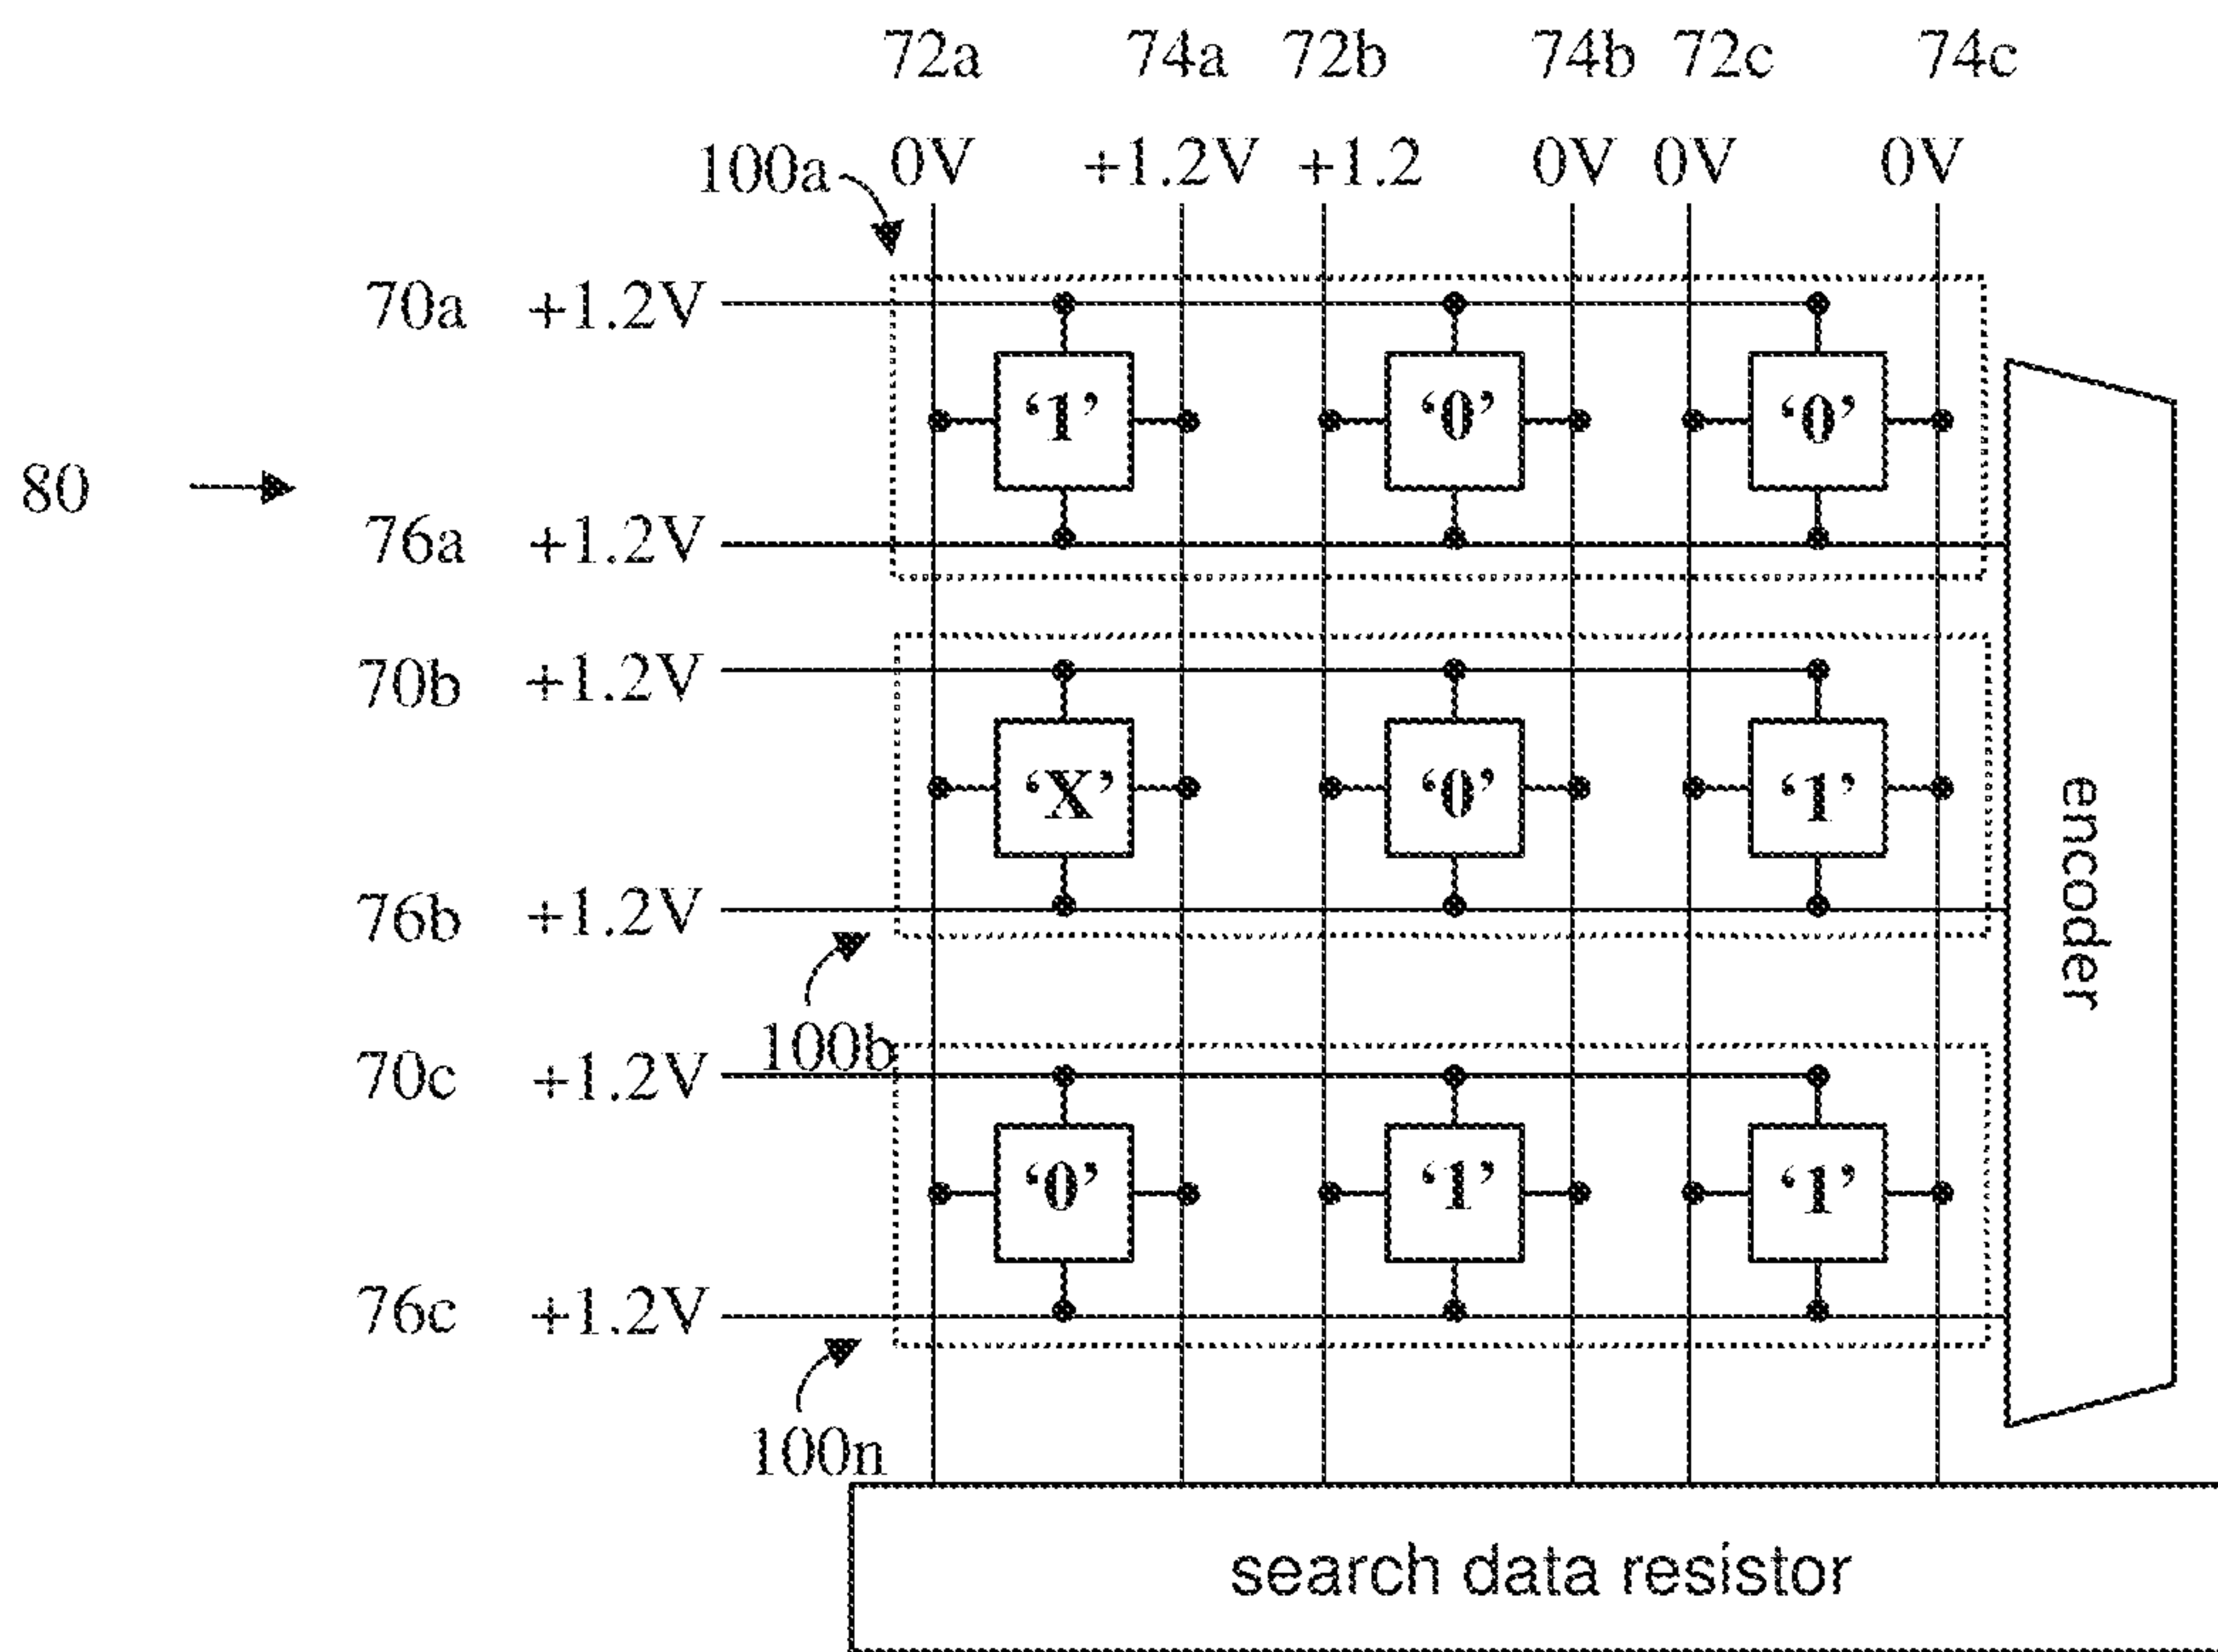 72a 74a 72b 74b 72c 74c
100a 0V +1.2V +1.2 0V 0V 0V
70a +1.2V
‘1’ ‘0’ ‘0’
80
76a +1.2V
70b +1.2V
‘X’ ‘0’ ‘1’
76b +1.2V
encoder
100b
70c +1.2V
‘0’ ‘1’ ‘1’
76c +1.2V
100n
search data resistor